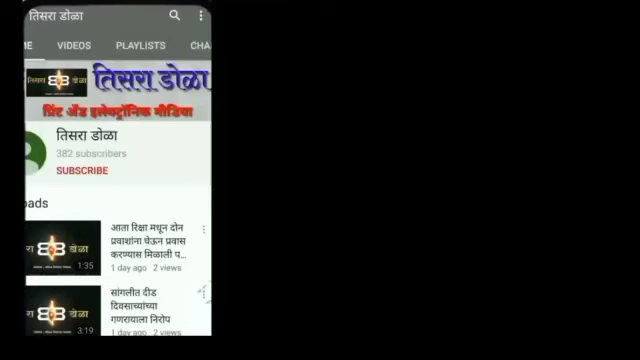 तिसरा डोळा
ME VIDEOS PLAYLISTS CHA
तिसरा डोळा तिसरा डोळा
प्रिंट अँड इलेक्ट्रॉनिक मीडिया
तिसरा डोळा
382 subscribers
SUBSCRIBE
oads
आता रिक्षा मधून दोन
प्रवाशांना घेऊन प्रवास
करण्यास मिळाली प...
1 day ago · 2 views
रा डोळा
1:35
सांगलीत दीड
दिवसाच्यांच्या
गणरायाला निरोप
1 day ago · 2 views
रा डोळा
3:19